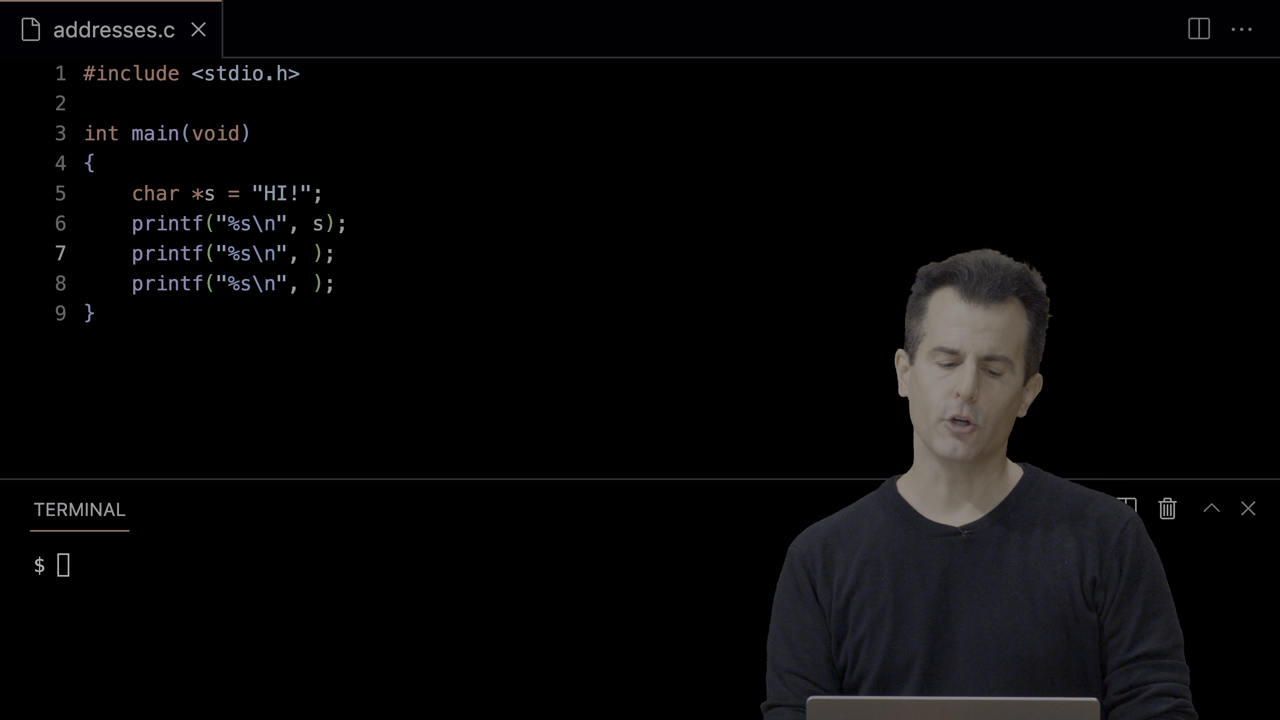 addresses.c
1 #include <stdio.h>
2
3 int main(void)
4 {
5     char *s = "HI!";
6     printf("%s\n", s);
7     printf("%s\n", );
8     printf("%s\n", );
9 }
TERMINAL
$